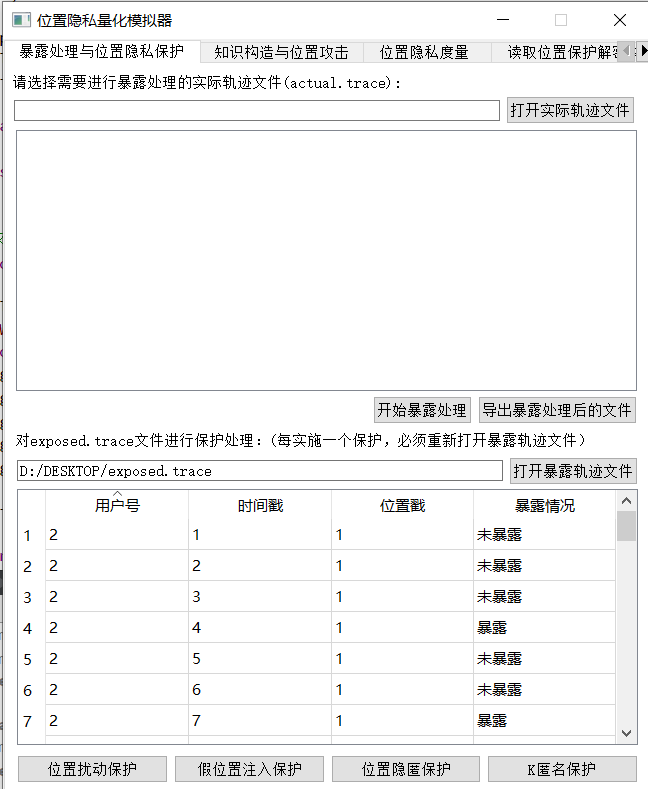 位置隐私量化模拟器
暴露处理与位置隐私保护 知识构造与位置攻击 位置隐私度量 读取位置保护解密
请选择需要进行暴露处理的实际轨迹文件(actual.trace):
打开实际轨迹文件
开始暴露处理 导出暴露处理后的文件
对exposed.trace文件进行保护处理:(每实施一个保护，必须重新打开暴露轨迹文件)
D:/DESKTOP/exposed.trace 打开暴露轨迹文件
用户号 时间戳 位置戳 暴露情况
1 2 1 1 未暴露
2 2 2 1 未暴露
3 2 3 1 未暴露
4 2 4 1 暴露
5 2 5 1 未暴露
6 2 6 1 未暴露
7 2 7 1 暴露
位置扰动保护 假位置注入保护 位置隐匿保护 K匿名保护